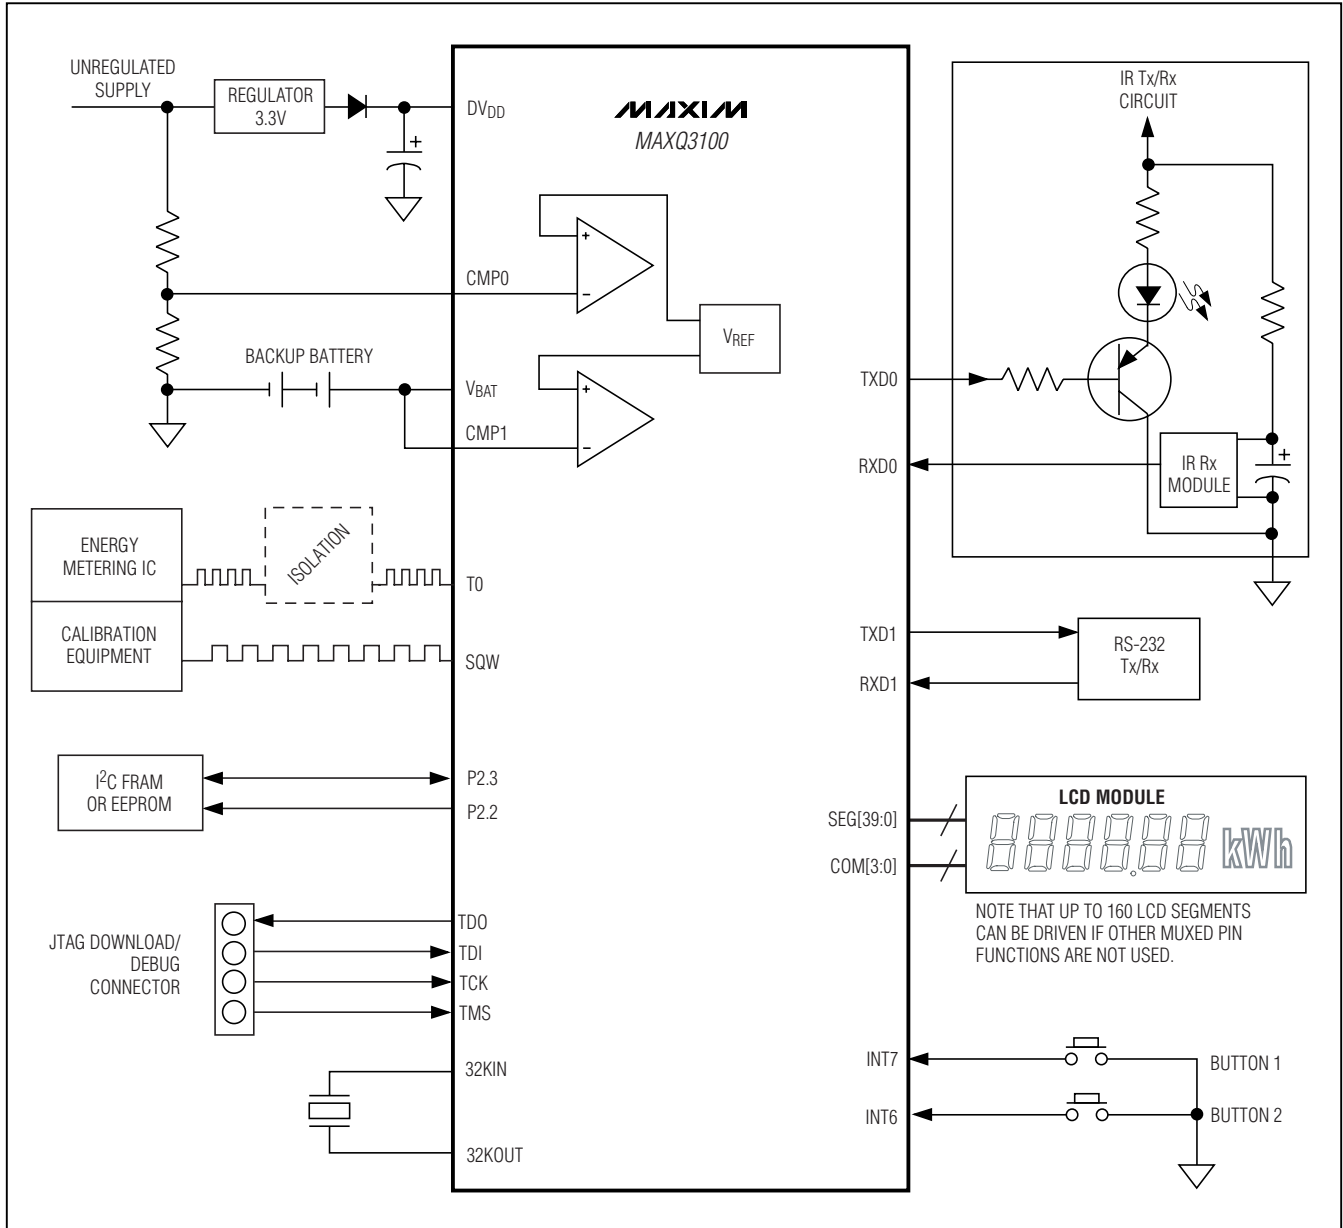 UNREGULATED
SUPPLY
REGULATOR
3.3V
+
DVDD
MAXIM
MAXQ3100
CMP0
+
−
VREF
BACKUP BATTERY
VBAT
CMP1
+
−
ENERGY
METERING IC
ISOLATION
T0
CALIBRATION
EQUIPMENT
SQW
I²C FRAM
OR EEPROM
P2.3
P2.2
JTAG DOWNLOAD/
DEBUG
CONNECTOR
TDO
TDI
TCK
TMS
32KIN
32KOUT
IR Tx/Rx
CIRCUIT
TXD0
RXD0
IR Rx
MODULE
+
TXD1
RXD1
RS-232
Tx/Rx
SEG[39:0]
COM[3:0]
LCD MODULE
888888 kWh
NOTE THAT UP TO 160 LCD SEGMENTS
CAN BE DRIVEN IF OTHER MUXED PIN
FUNCTIONS ARE NOT USED.
INT7
BUTTON 1
INT6
BUTTON 2